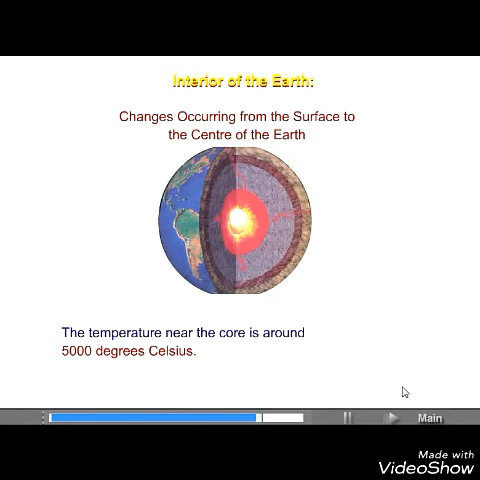 Interior of the Earth:
Changes Occurring from the Surface to
the Centre of the Earth
The temperature near the core is around
5000 degrees Celsius.
Main
Made with
VideoShow